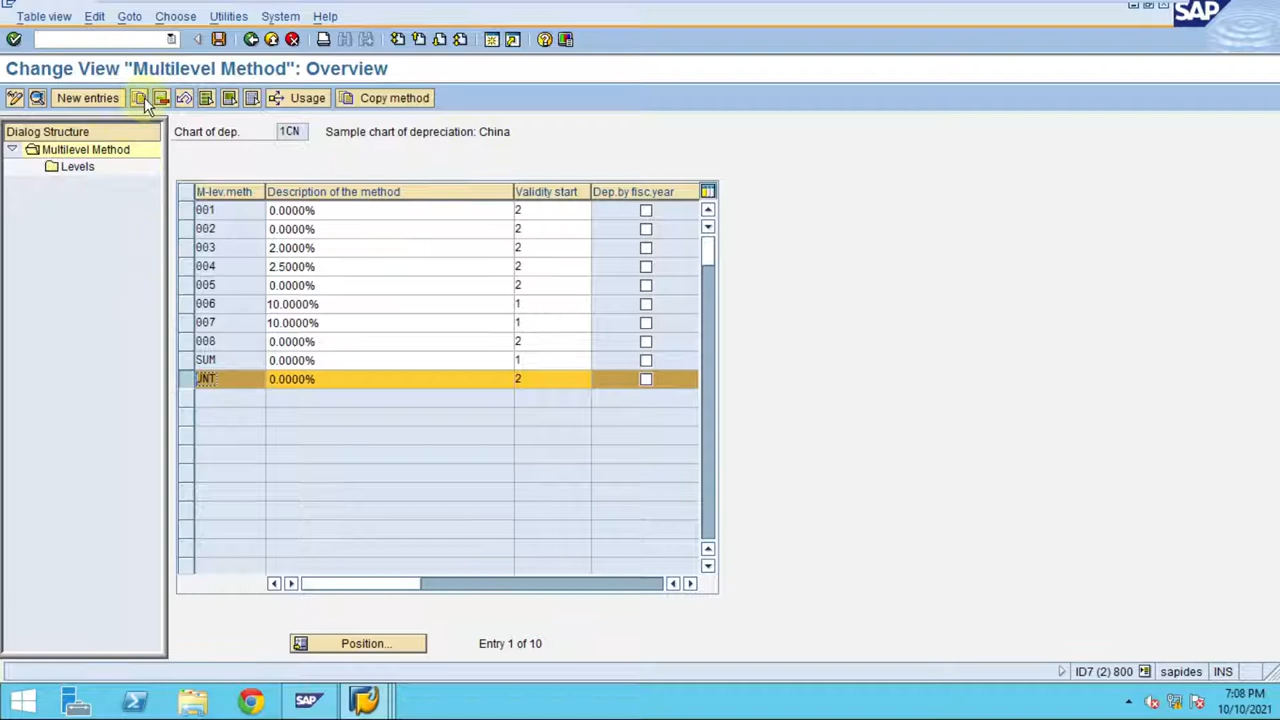 Table view Edit Goto Choose Utilities System Help
SAP
Change View "Multilevel Method": Overview
New entries Usage Copy method
Dialog Structure
Multilevel Method
Levels
Chart of dep. 1CN Sample chart of depreciation: China
M-lev.meth Description of the method Validity start Dep.by fisc.year
001 0.0000% 2
002 0.0000% 2
003 2.0000% 2
004 2.5000% 2
005 0.0000% 2
006 10.0000% 1
007 10.0000% 1
008 0.0000% 2
SUM 0.0000% 1
JNT 0.0000% 2
Position... Entry 1 of 10
ID7 (2) 800 sapides INS
SAP
7:08 PM
10/10/2021